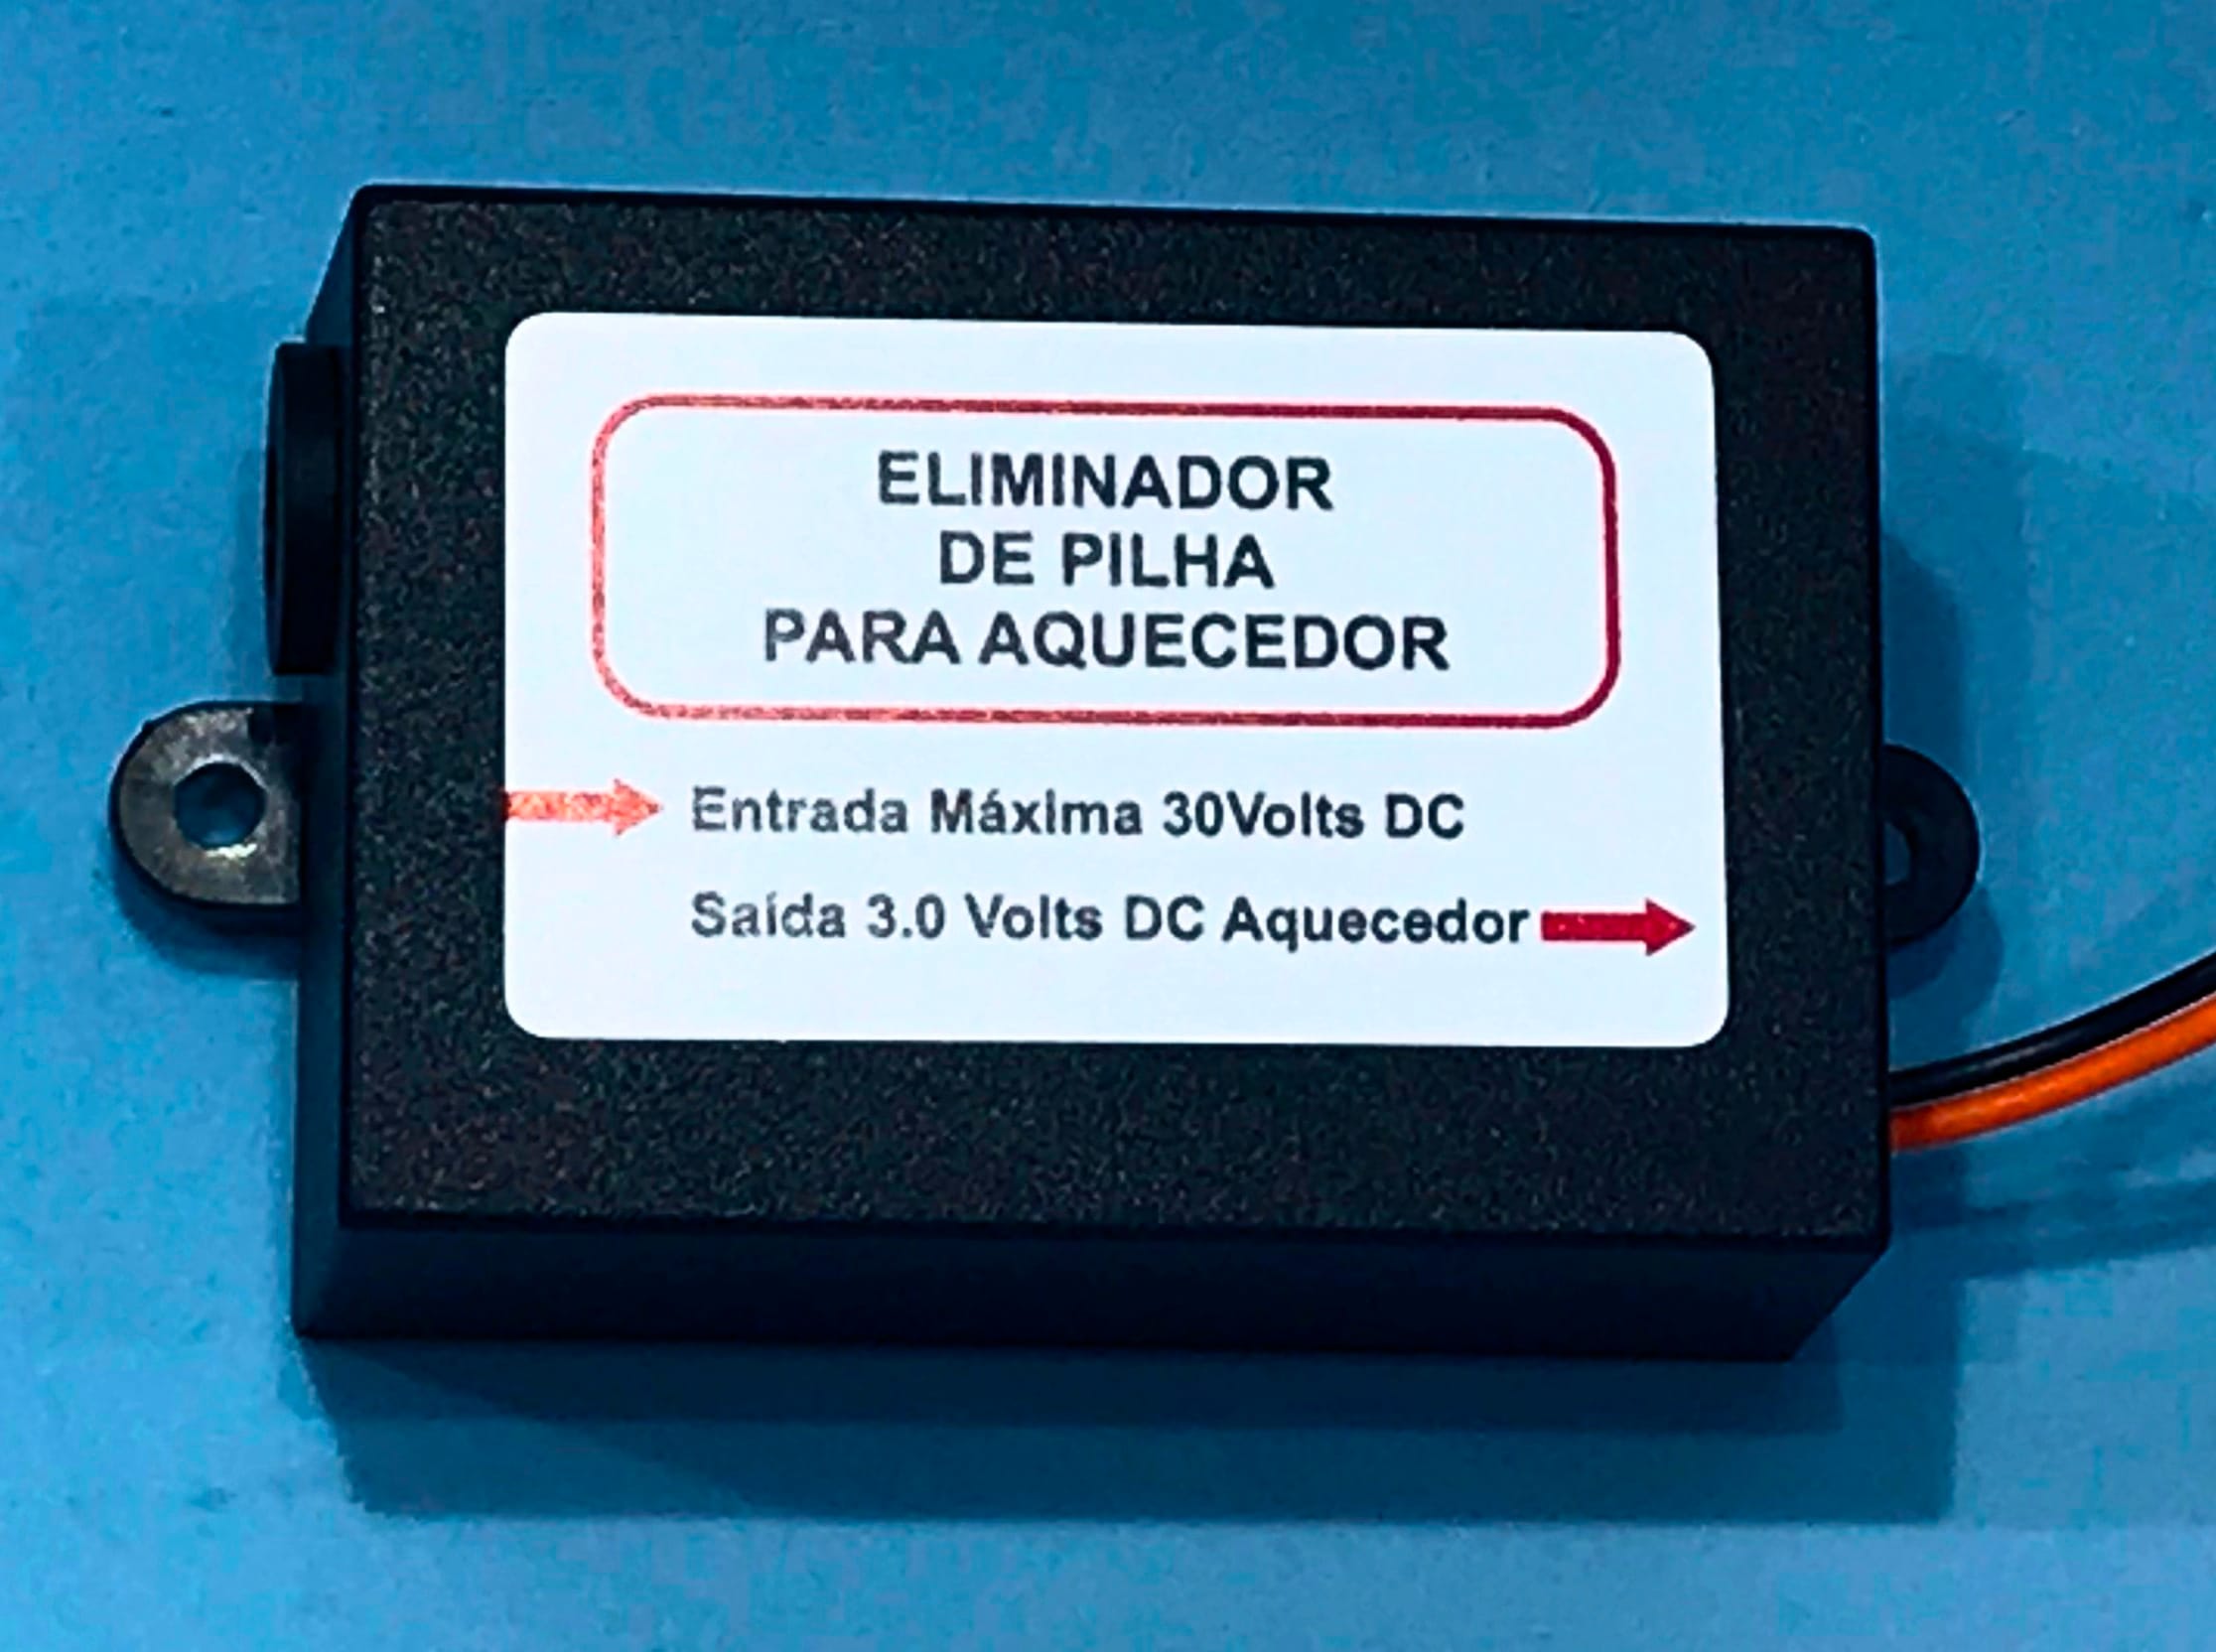 ELIMINADOR
DE PILHA
PARA AQUECEDOR
Entrada Máxima 30Volts DC
Saída 3.0 Volts DC Aquecedor